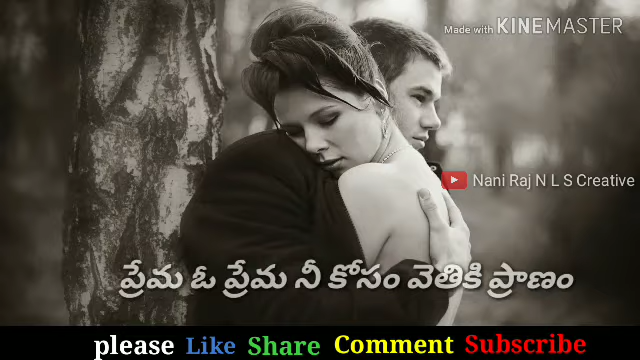 Made with KINEMASTER
Nani Raj N L S Creative
ప్రేమ ఓ ప్రేమ నీ కోసం వెతికి ప్రాణం
please Like Share Comment Subscribe